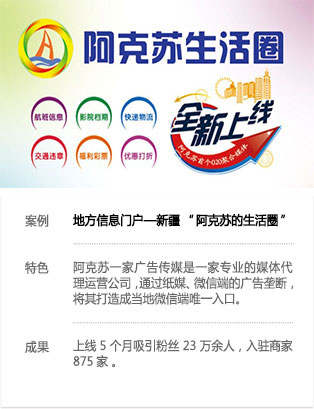 阿克苏生活圈
航班信息
影院档期
快递物流
交通违章
福利彩票
优惠打折
全新上线
阿克苏首个O2O聚合媒体
案例 地方信息门户—新疆 “阿克苏的生活圈”
特色 阿克苏一家广告传媒是一家专业的媒体代
理运营公司，通过纸媒、微信端的广告垄断，
将其打造成当地微信端唯一入口。
成果 上线 5 个月吸引粉丝 23 万余人，入驻商家
875 家 。